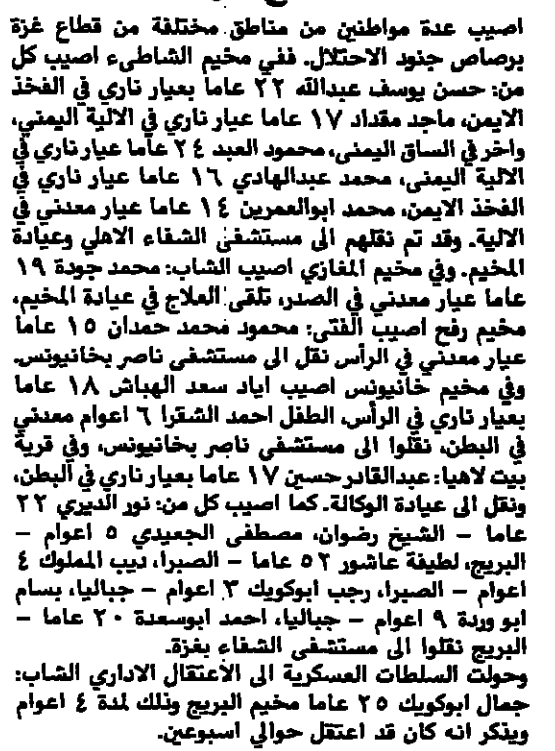 اصيب عدة مواطنين من مناطق مختلفة من قطاع غزة
برصاص جنود الاحتلال. ففي مخيم الشاطىء اصيب كل
من: حسن يوسف عبدالله ٢٢ عاما بعيار ناري في الفخذ
الايمن، ماجد مقداد ١٧ عاما عيار ناري في الالية اليمنى،
واخر في الساق اليمنى، محمود العبد ٢٤ عاما عيار ناري في
الالية اليمنى، محمد عبدالهادي ١٦ عاما عيار ناري في
الفخذ الايمن، محمد ابوالعمرين ١٤ عاما عيار معدني في
الالية. وقد تم نقلهم الى مستشفى الشفاء الاهلي وعيادة
المخيم. وفي مخيم المغازي اصيب الشاب: محمد جودة ١٩
عاما عيار معدني في الصدر، تلقى العلاج في عيادة المخيم،
مخيم رفح اصيب الفتى: محمود محمد حمدان ١٥ عاما
عيار معدني في الرأس نقل الى مستشفى ناصر بخانيونس.
وفي مخيم خانيونس اصيب اياد سعد الهباش ١٨ عاما
بعيار ناري في الرأس، الطفل احمد الشقرا ٦ اعوام معدني
في البطن، نقلوا الى مستشفى ناصر بخانيونس، وفي قرية
بيت لاهيا: عبدالقادر حسين ١٧ عاما بعيار ناري في البطن،
ونقل الى عيادة الوكالة. كما اصيب كل من: نور الديري ٢٢
عاما – الشيخ رضوان، مصطفى الجعيدي ٥ اعوام –
البريج، لطيفة عاشور ٥٢ عاما – الصبرا، ديب المملوك ٤
اعوام – الصبرا، رجب ابوكويك ٣ اعوام – جباليا، بسام
ابو وردة ٩ اعوام – جباليا، احمد ابوسعدة ٢٠ عاما –
البريج نقلوا الى مستشفى الشفاء بغزة.
وحولت السلطات العسكرية الى الاعتقال الاداري الشاب:
جمال ابوكويك ٢٥ عاما مخيم البريج وذلك لمدة ٤ اعوام
ويذكر انه كان قد اعتقل حوالي اسبوعين.